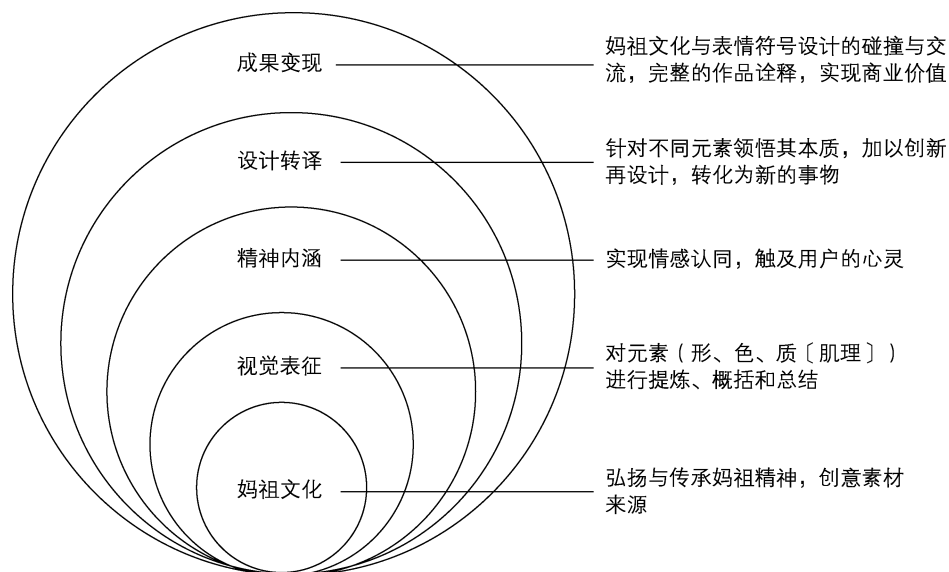 成果变现
妈祖文化与表情符号设计的碰撞与交
流，完整的作品诠释，实现商业价值
设计转译
针对不同元素领悟其本质，加以创新
再设计，转化为新的事物
精神内涵
实现情感认同，触及用户的心灵
视觉表征
对元素（形、色、质〔肌理〕）
进行提炼、概括和总结
妈祖文化
弘扬与传承妈祖精神，创意素材
来源